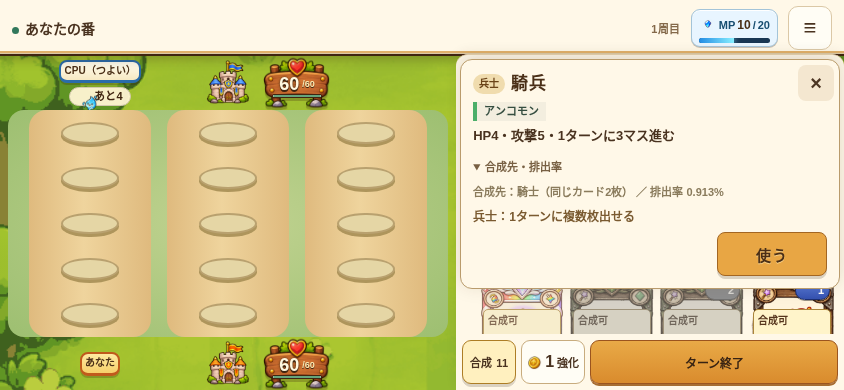 あなたの番
1周目
MP 10 / 20
≡
CPU（つよい）
あと4
60 /60
兵士 騎兵
×
アンコモン
HP4・攻撃5・1ターンに3マス進む
▼ 合成先・排出率
合成先：騎士（同じカード2枚） ／ 排出率 0.913%
兵士：1ターンに複数枚出せる
使う
2
1
合成可
合成可
合成可
合成可
あなた
60 /60
合成 11
1 強化
ターン終了